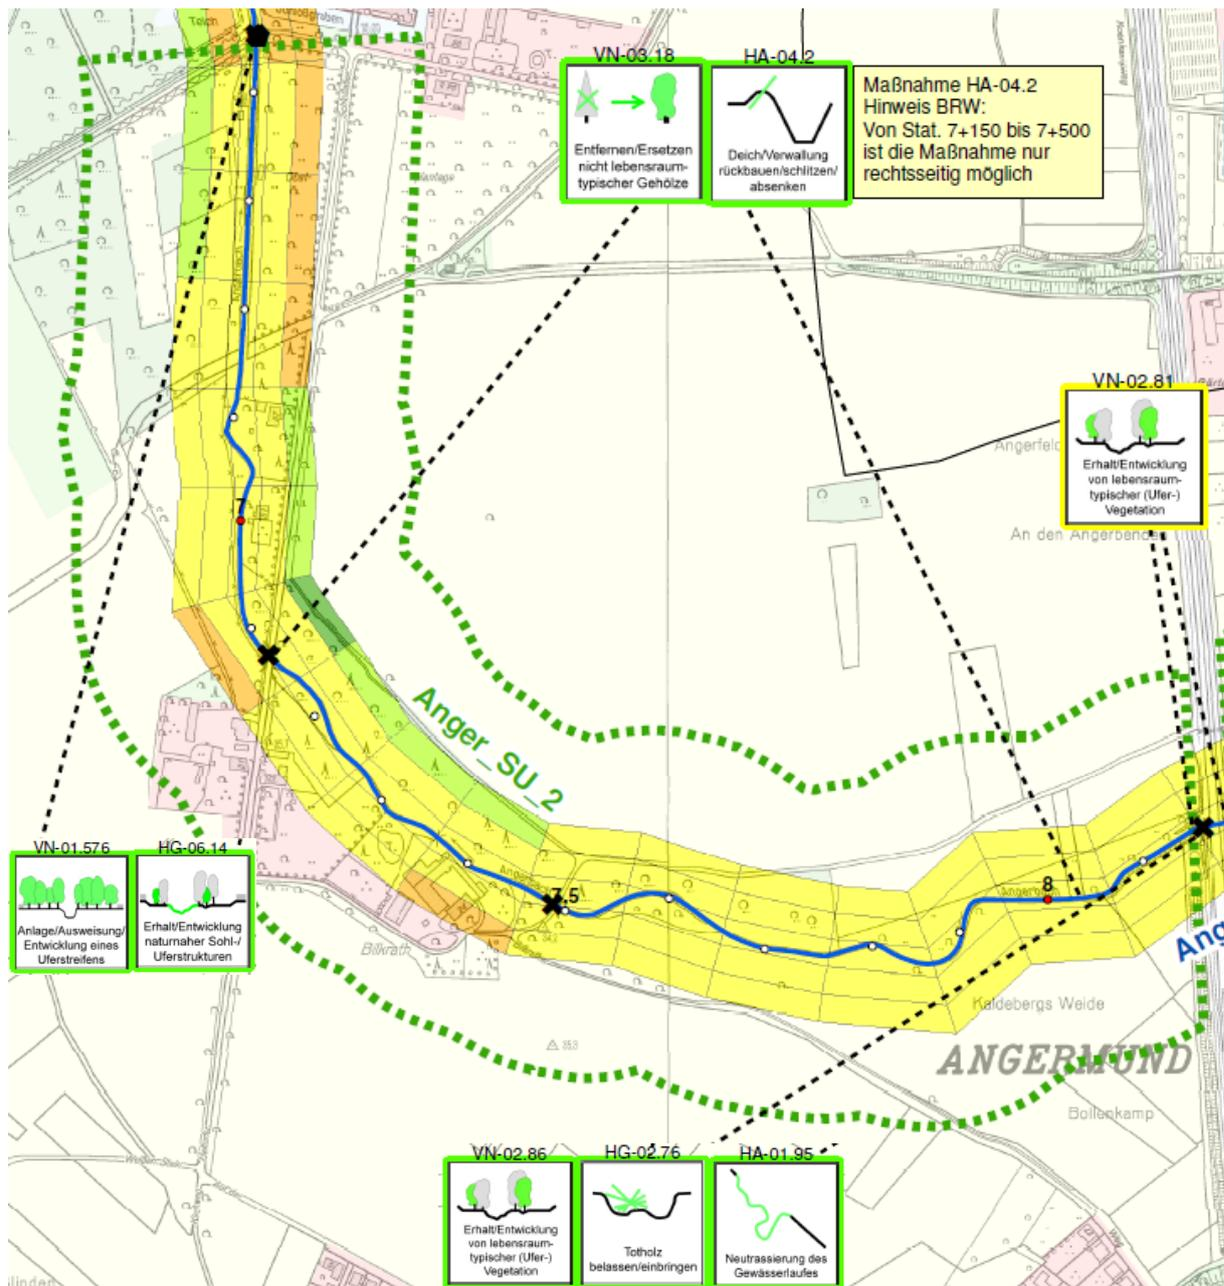 Teich
Schloßgraben
VN-03.18
Entfernen/Ersetzen
nicht lebensraum-
typischer Gehölze
HA-04.2
Deich/Verwallung
rückbauen/schlitzen/
absenken
Maßnahme HA-04.2
Hinweis BRW:
Von Stat. 7+150 bis 7+500
ist die Maßnahme nur
rechtsseitig möglich
VN-02.81
Erhalt/Entwicklung
von lebensraum-
typischer (Ufer-)
Vegetation
An den Angerbenden
7
Anger_SU_2
VN-01.576
Anlage/Ausweisung/
Entwicklung eines
Uferstreifens
HG-06.14
Erhalt/Entwicklung
naturnaher Sohl-/
Uferstrukturen
7.5
8
Bilkrath
Kaldebergs Weide
ANGERMUND
Bollenkamp
VN-02.86
Erhalt/Entwicklung
von lebensraum-
typischer (Ufer-)
Vegetation
HG-02.76
Totholz
belassen/einbringen
HA-01.95
Neutrassierung des
Gewässerlaufes